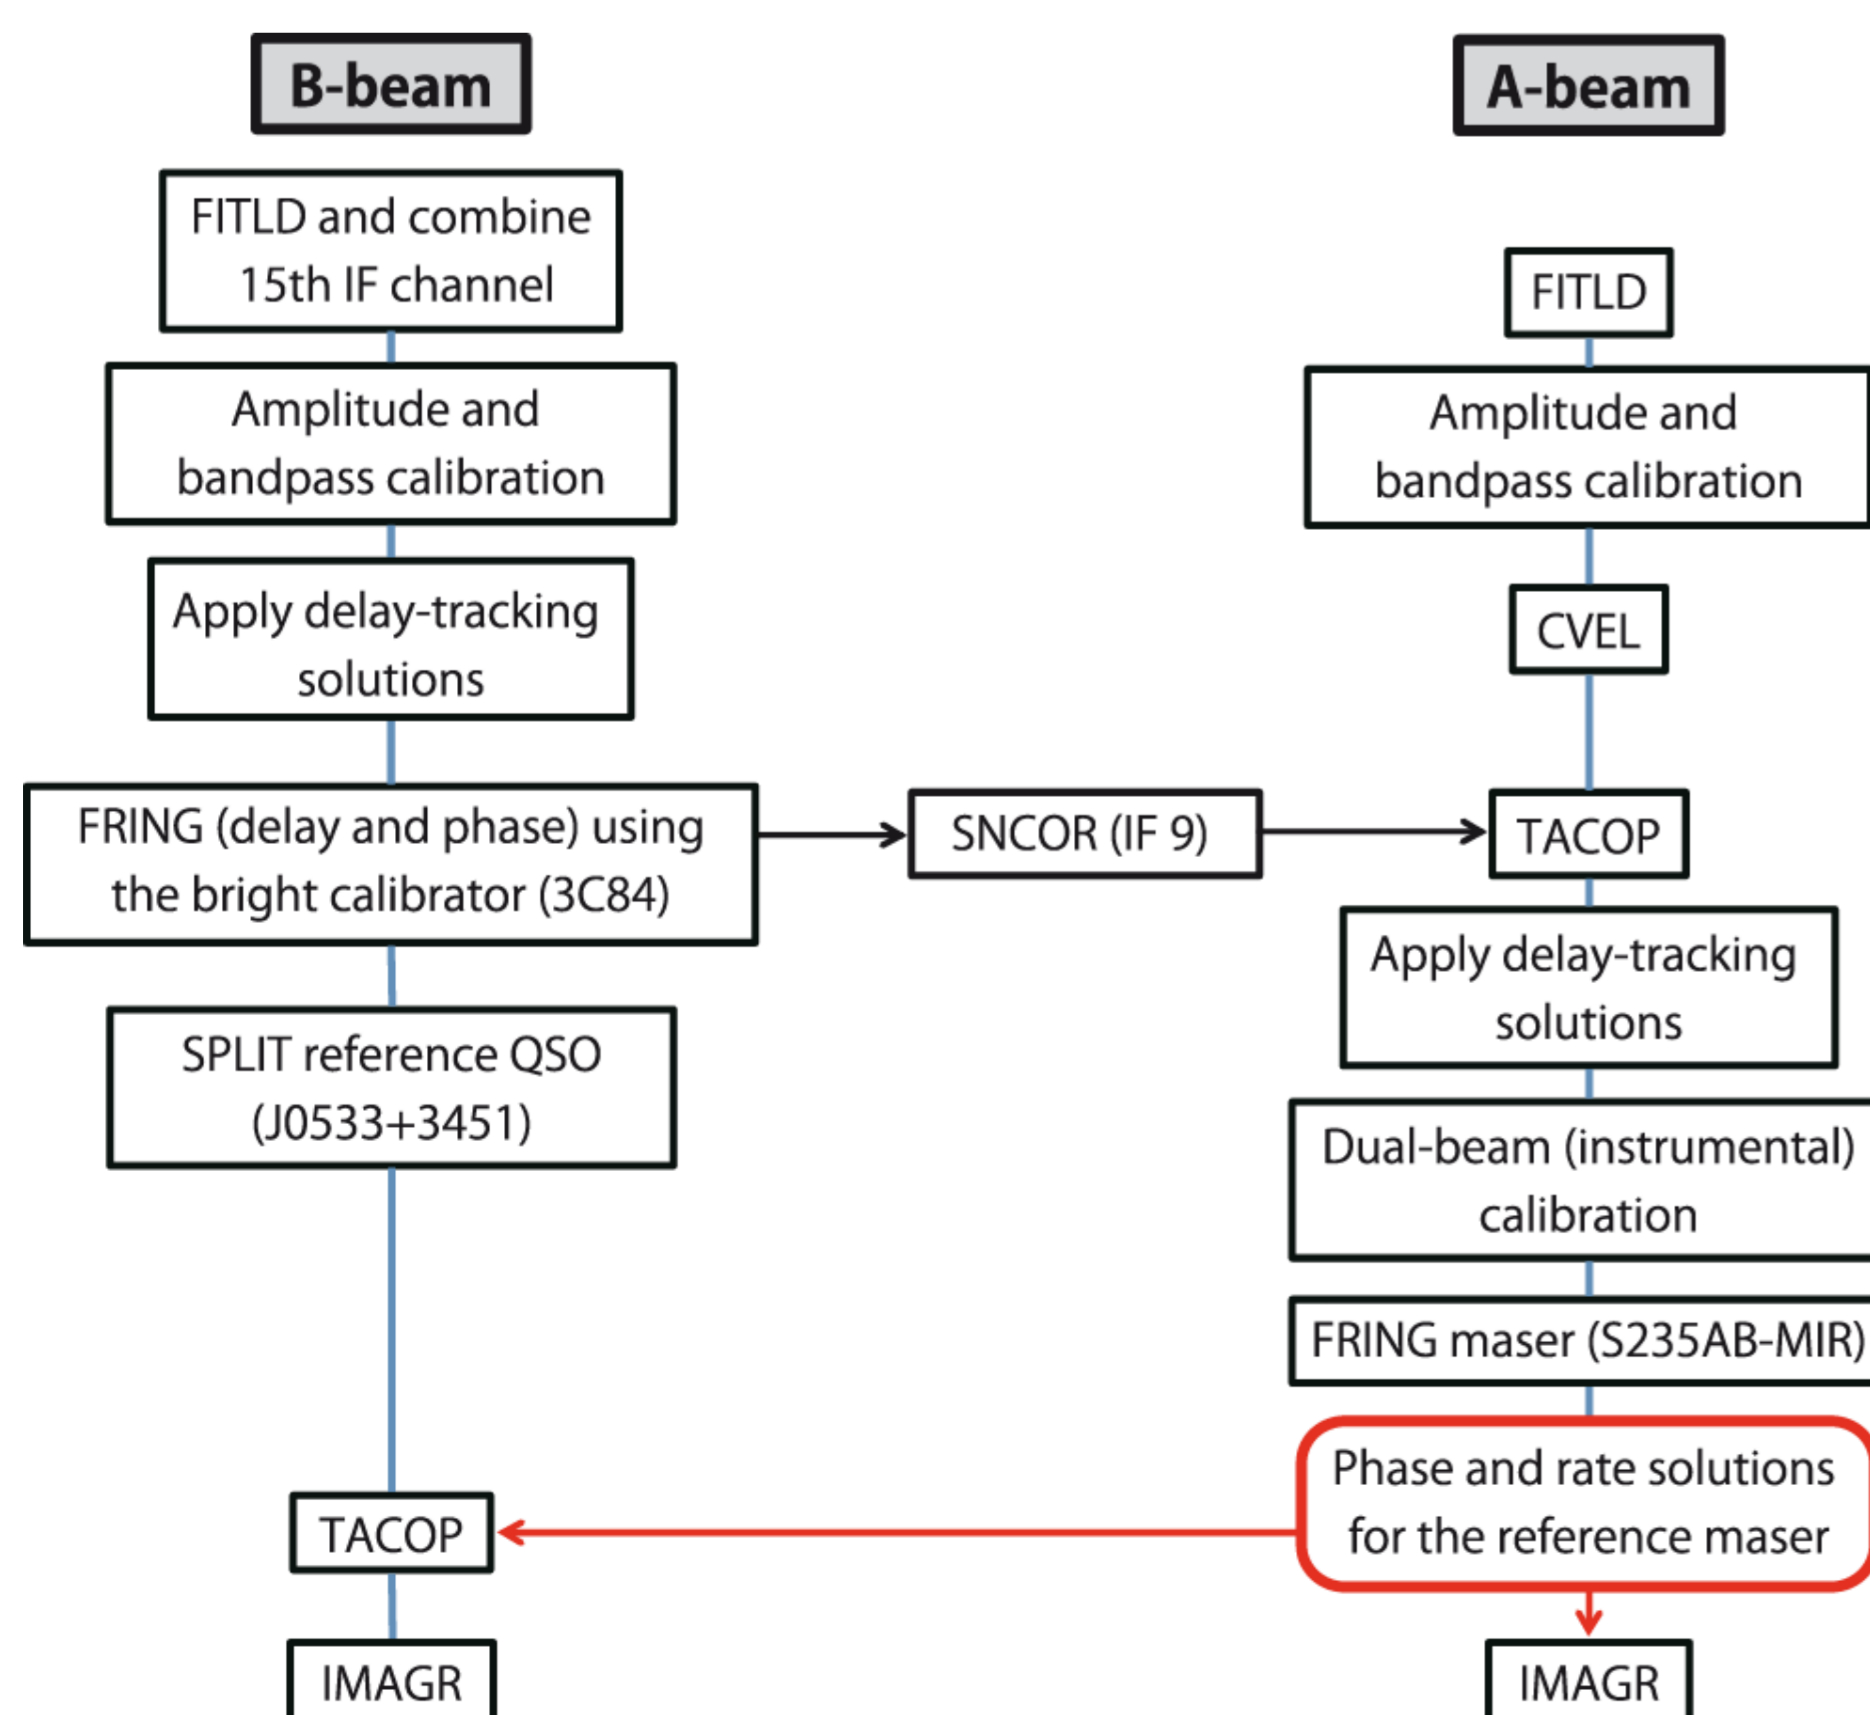 B-beam
FITLD and combine
15th IF channel
Amplitude and
bandpass calibration
Apply delay-tracking
solutions
FRING (delay and phase) using
the bright calibrator (3C84)
SPLIT reference QSO
(J0533+3451)
TACOP
IMAGR
SNCOR (IF 9)
A-beam
FITLD
Amplitude and
bandpass calibration
CVEL
TACOP
Apply delay-tracking
solutions
Dual-beam (instrumental)
calibration
FRING maser (S235AB-MIR)
Phase and rate solutions
for the reference maser
IMAGR